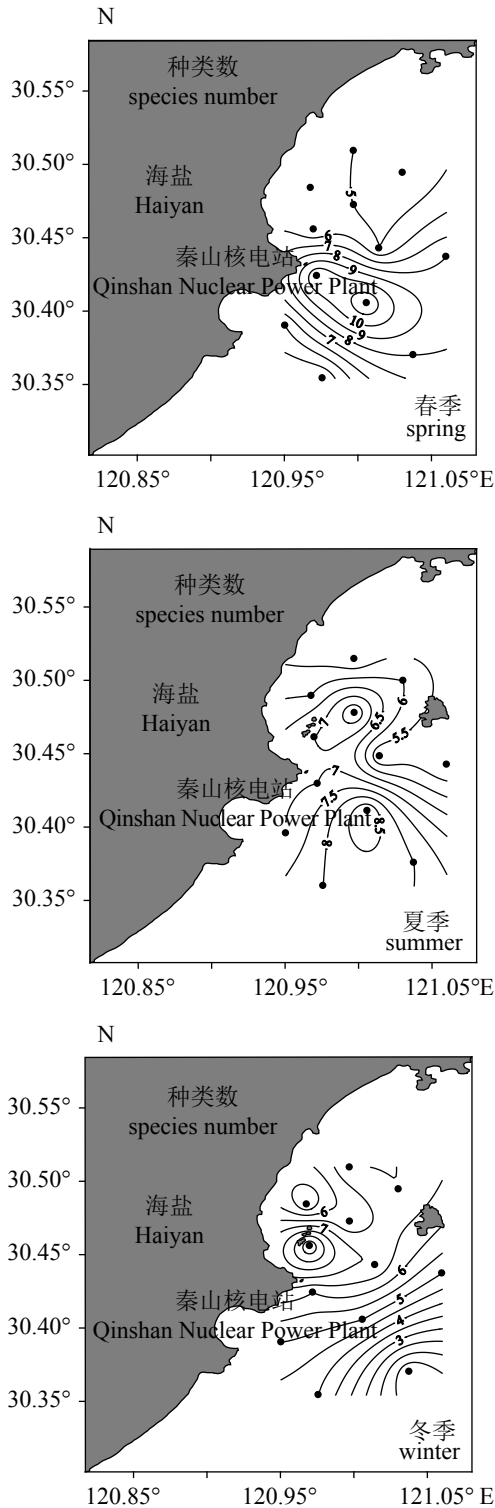 N
种类数
species number
30.55°
30.50°
海盐
Haiyan
5
30.45°
6
7
8
秦山核电站
9
Qinshan Nuclear Power Plant
30.40°
10
9
8
7
30.35°
春季
spring
120.85°
120.95°
121.05°E
N
种类数
species number
30.55°
30.50°
海盐
Haiyan
6
6.5
7
5.5
30.45°
7
秦山核电站
7.5
Qinshan Nuclear Power Plant
30.40°
8.5
8
30.35°
夏季
summer
120.85°
120.95°
121.05°E
N
种类数
species number
30.55°
30.50°
海盐
Haiyan
6
7
30.45°
6
5
秦山核电站
4
Qinshan Nuclear Power Plant
30.40°
3
30.35°
冬季
winter
120.85°
120.95°
121.05° E